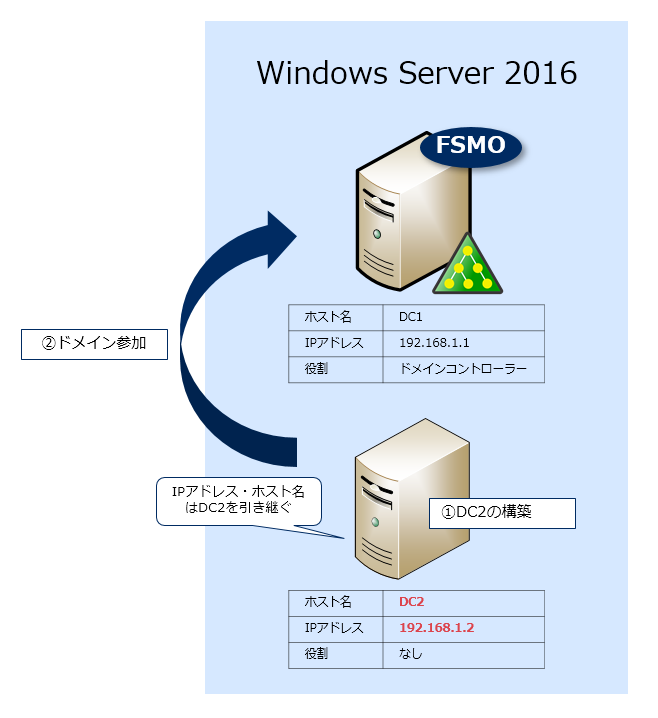 Windows Server 2016
FSMO
ホスト名 DC1
IPアドレス 192.168.1.1
役割 ドメインコントローラー
②ドメイン参加
IPアドレス・ホスト名
はDC2を引き継ぐ
①DC2の構築
ホスト名 DC2
IPアドレス 192.168.1.2
役割 なし